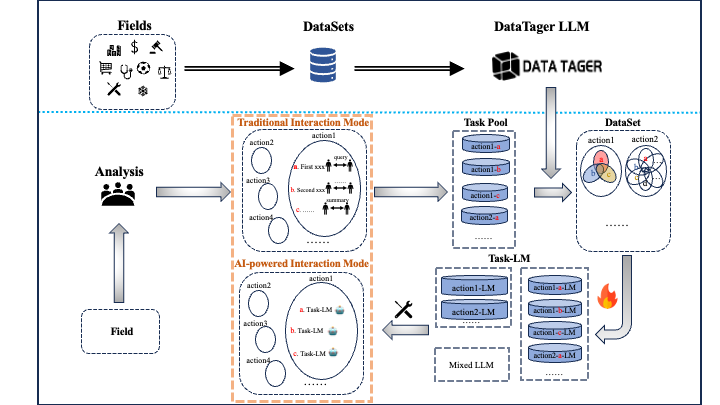 Fields
DataSets
DataTager LLM
DATA TAGER
Traditional Interaction Mode
action1
action2
a. First xxx
query
action3
b. Second xxx
......
c. ......
summary
action4
......
Analysis
Field
AI-powered Interaction Mode
action1
action2
a. Task-LM
action3
b. Task-LM
c. Task-LM
action4
......
Task Pool
action1-a
action1-b
action1-c
action2-a
......
DataSet
action1
action2
a
b
c
a
d
......
Task-LM
action1-LM
action2-LM
......
Mixed LLM
action1-a-LM
action1-b-LM
action1-c-LM
action2-a-LM
......